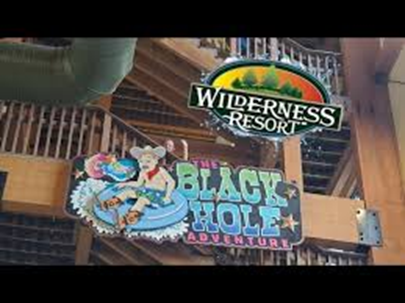 WILDERNESS
RESORT
THE
BLACK
HOLE
ADVENTURE